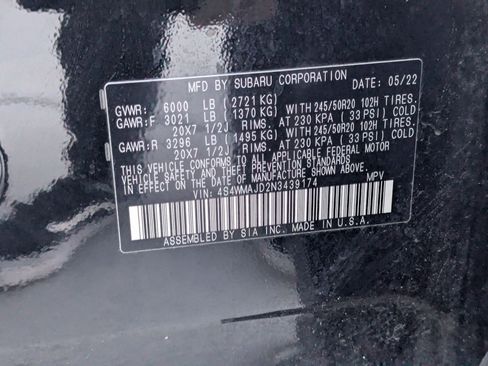 MFD BY SUBARU CORPORATION DATE: 05/22
GVWR: 6000 LB (2721 KG)
GAWR:F 3021 LB (1370 KG) WITH 245/50R20 102H TIRES.
20X7 1/2J RIMS. AT 230 KPA (33 PSI) COLD
GAWR:R 3296 LB (1495 KG) WITH 245/50R20 102H TIRES.
20X7 1/2J RIMS. AT 230 KPA (33 PSI) COLD
THIS VEHICLE CONFORMS TO ALL APPLICABLE FEDERAL MOTOR
VEHICLE SAFETY AND THEFT PREVENTION STANDARDS IN
EFFECT ON THE DATE OF MANUFACTURE SHOWN ABOVE.
VIN: 4S4WMAJD2N3439174 MPV
ASSEMBLED BY SIA INC. MADE IN U.S.A.